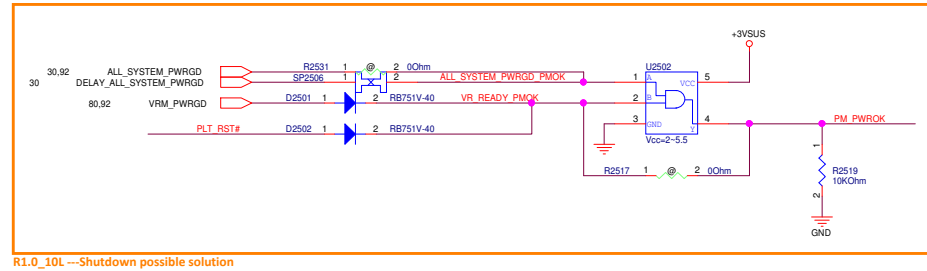 +3VSUS
30,92 ALL_SYSTEM_PWRGD R2531 1 @ 2 0Ohm U2502
30 DELAY_ALL_SYSTEM_PWRGD SP2506 1 2 ALL_SYSTEM_PWRGD_PMOK 1 A VCC 5
80,92 VRM_PWRGD D2501 1 2 RB751V-40 VR_READY_PMOK 2 B
PLT_RST# D2502 1 2 RB751V-40 3 GND Y 4 PM_PWROK
Vcc=2~5.5
R2517 1 @ 2 0Ohm
1
R2519
10KOhm
2
GND
R1.0_10L ---Shutdown possible solution